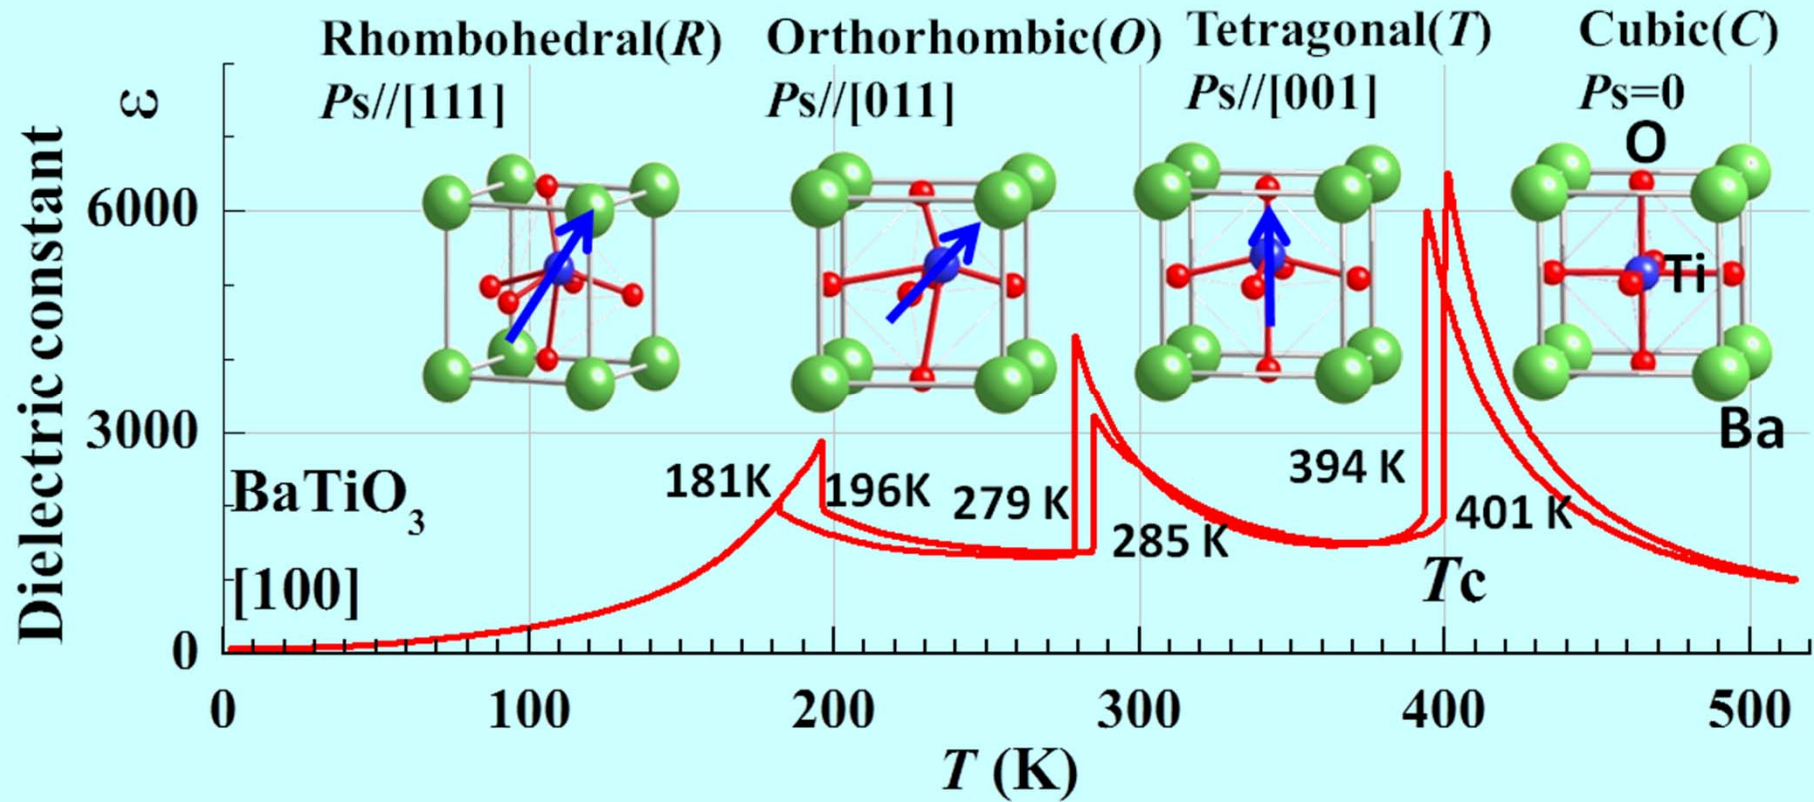 Rhombohedral(R)
Ps//[111]
Orthorhombic(O)
Ps//[011]
Tetragonal(T)
Ps//[001]
Cubic(C)
Ps=0
O
Ti
Ba
Dielectric constant ε
6000
3000
0
181K
196K
279 K
285 K
394 K
401 K
Tc
BaTiO₃
[100]
0 100 200 300 400 500
T (K)